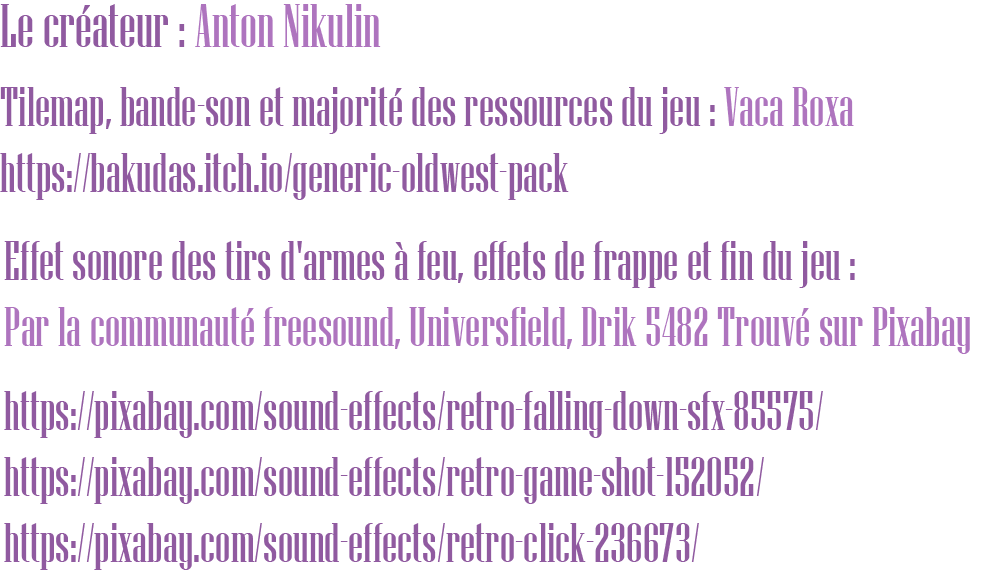 Le créateur : Anton Nikulin
Tilemap, bande-son et majorité des ressources du jeu : Vaca Roxa
https://bakudas.itch.io/generic-oldwest-pack
Effet sonore des tirs d'armes à feu, effets de frappe et fin du jeu :
Par la communauté freesound, Universfield, Drik 5482 Trouvé sur Pixabay
https://pixabay.com/sound-effects/retro-falling-down-sfx-85575/
https://pixabay.com/sound-effects/retro-game-shot-152052/
https://pixabay.com/sound-effects/retro-click-236673/